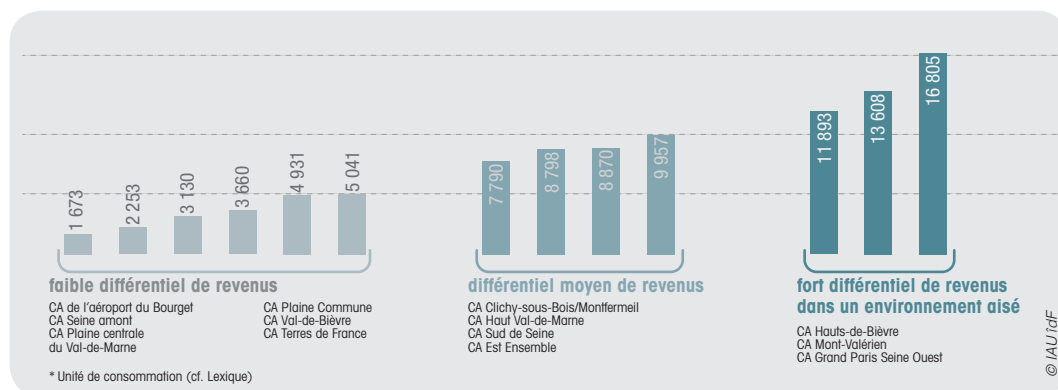 1 673
2 253
3 130
3 660
4 931
5 041
7 790
8 798
8 870
9 957
11 893
13 608
16 805
faible différentiel de revenus
CA de l'aéroport du Bourget
CA Seine amont
CA Plaine centrale
du Val-de-Marne
CA Plaine Commune
CA Val-de-Bièvre
CA Terres de France
différentiel moyen de revenus
CA Clichy-sous-Bois/Montfermeil
CA Haut Val-de-Marne
CA Sud de Seine
CA Est Ensemble
fort différentiel de revenus
dans un environnement aisé
CA Hauts-de-Bièvre
CA Mont-Valérien
CA Grand Paris Seine Ouest
* Unité de consommation (cf. Lexique)
© IAU îdF